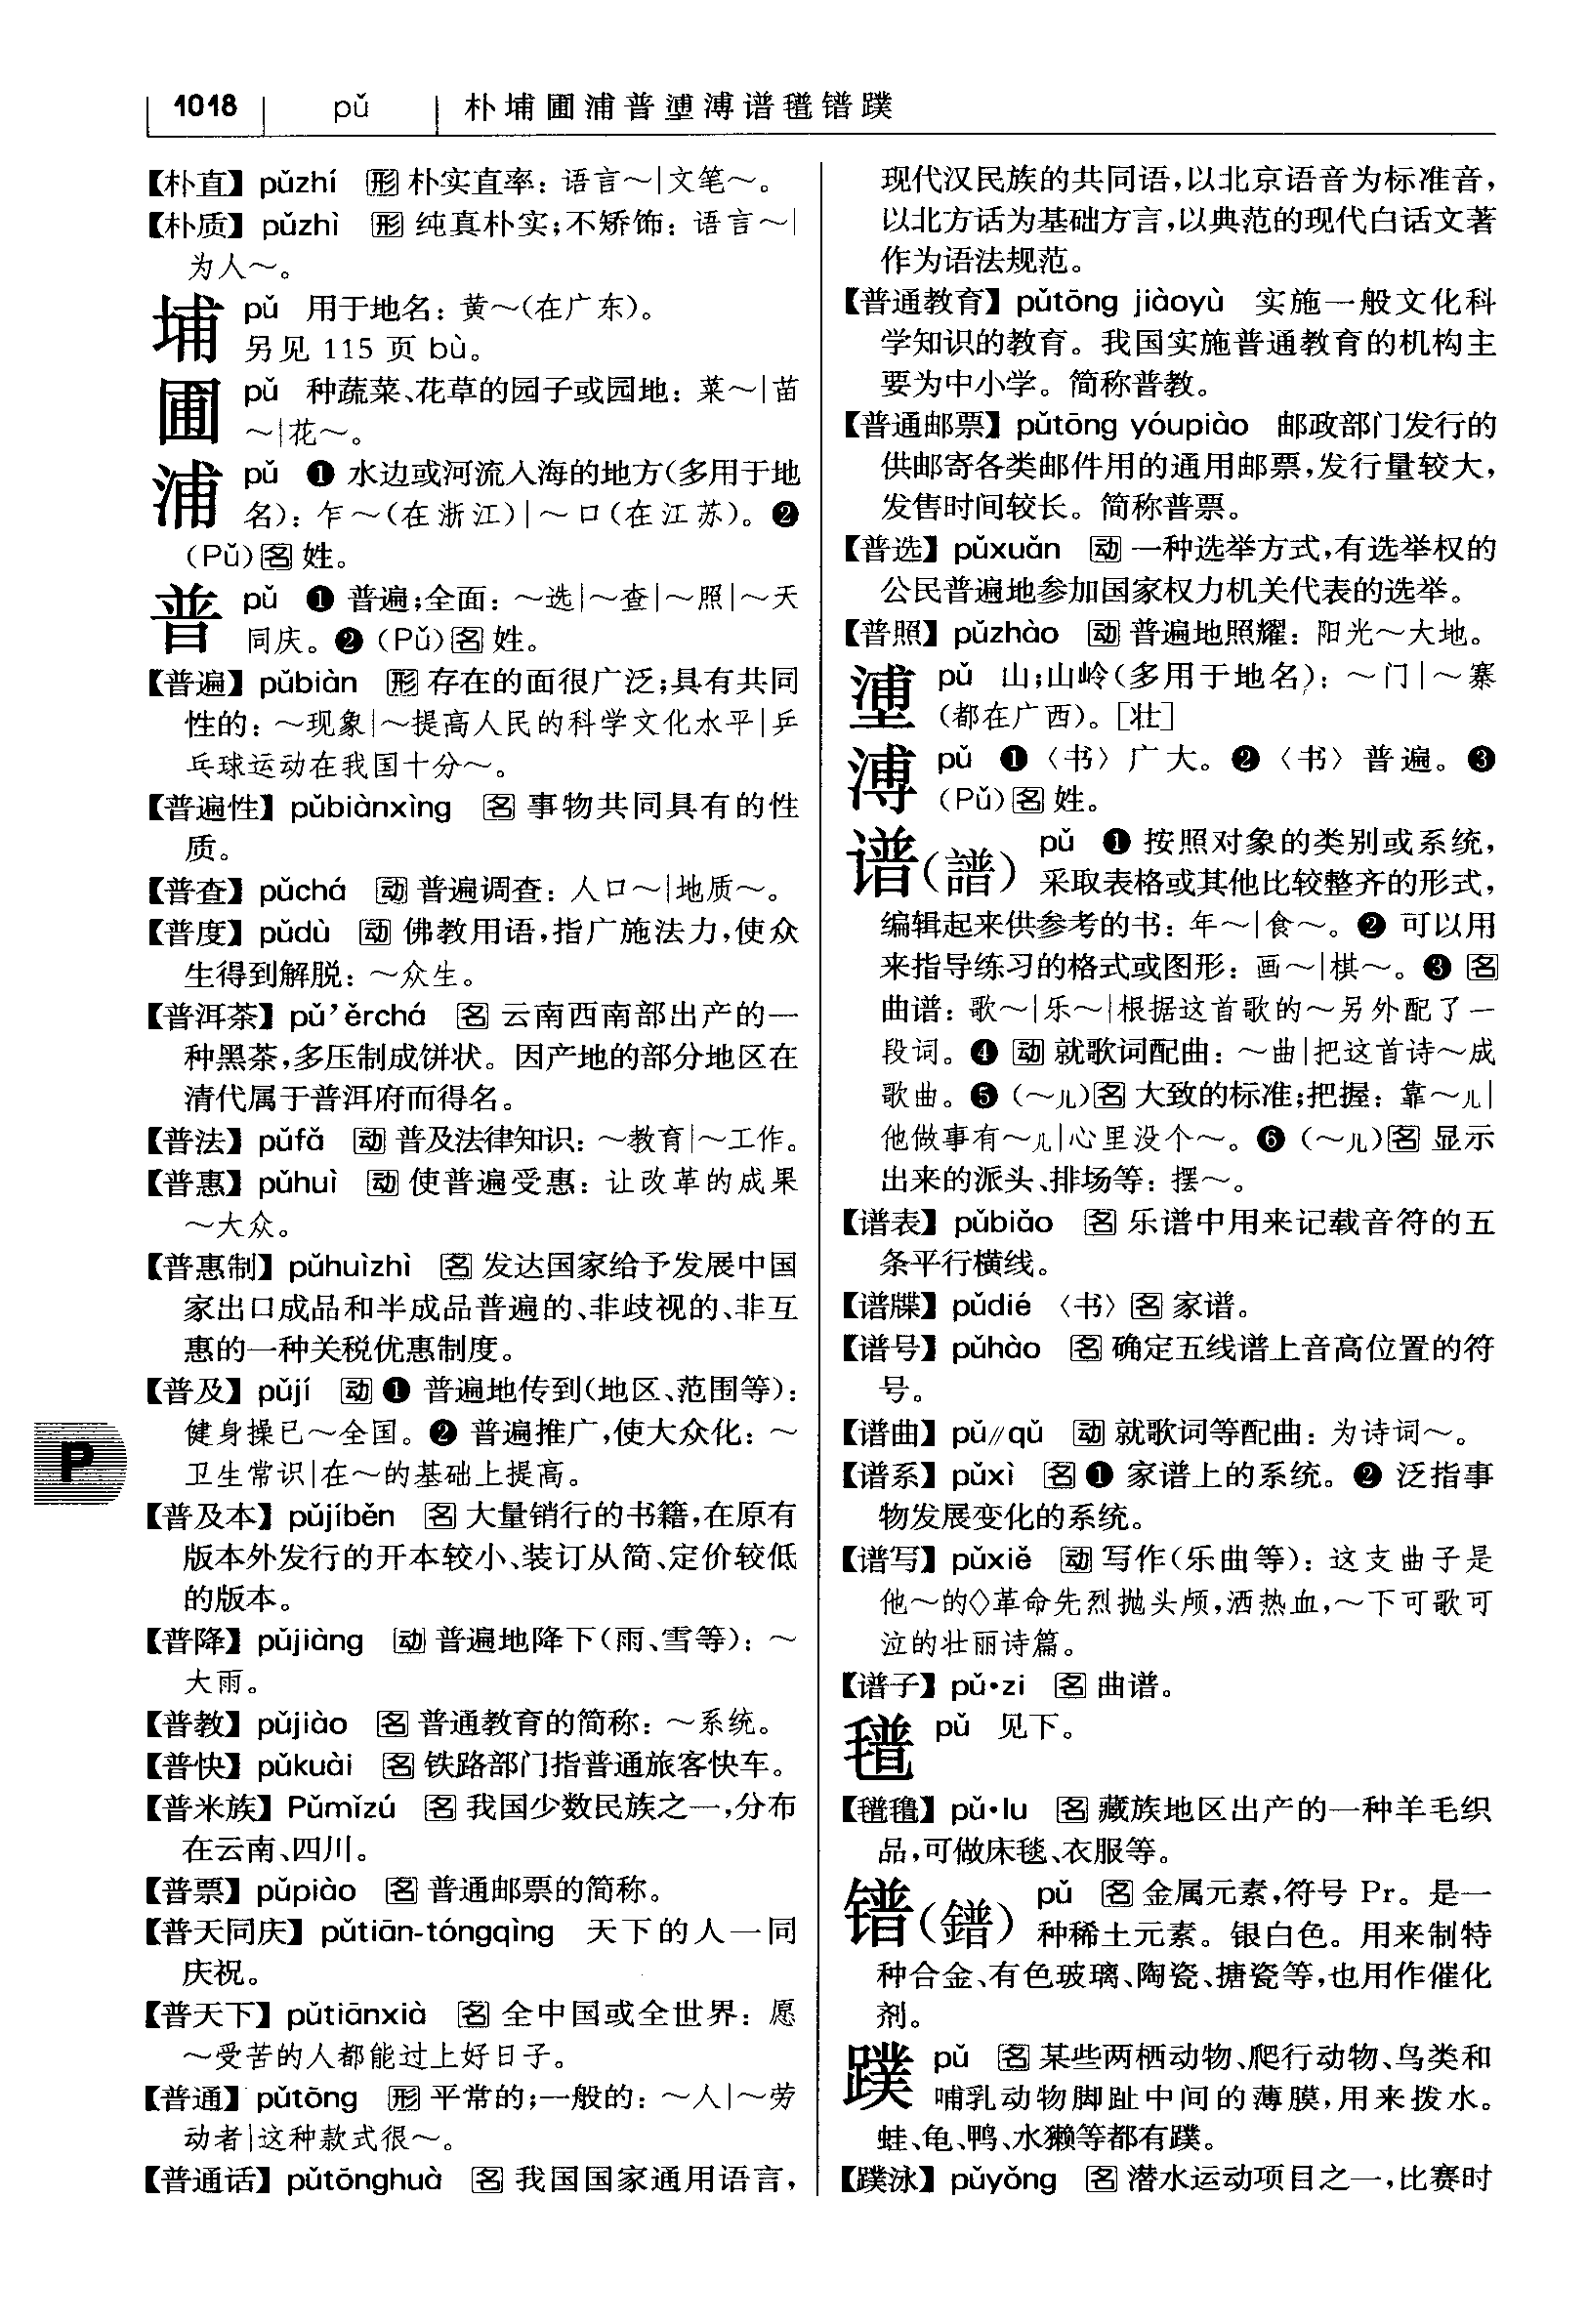 1018 pǔ 朴埔圃浦普墥溥谱氆镨蹼
【朴直】pǔzhí 形 朴实直率：语言～|文笔～。
【朴质】pǔzhì 形 纯真朴实；不矫饰：语言～|
为人～。
埔 pǔ 用于地名：黄～（在广东）。
另见 115 页 bù。
圃 pǔ 种蔬菜、花草的园子或园地：菜～|苗
～|花～。
浦 pǔ ❶ 水边或河流入海的地方（多用于地
名）：乍～（在浙江）|～口（在江苏）。❷
（Pǔ）名 姓。
普 pǔ ❶ 普遍；全面：～选|～查|～照|～天
同庆。❷（Pǔ）名 姓。
【普遍】pǔbiàn 形 存在的面很广泛；具有共同
性的：～现象|～提高人民的科学文化水平|乒
乓球运动在我国十分～。
【普遍性】pǔbiànxìng 名 事物共同具有的性
质。
【普查】pǔchá 动 普遍调查：人口～|地质～。
【普度】pǔdù 动 佛教用语，指广施法力，使众
生得到解脱：～众生。
【普洱茶】pǔ’ěrchá 名 云南西南部出产的一
种黑茶，多压制成饼状。因产地的部分地区在
清代属于普洱府而得名。
【普法】pǔfǎ 动 普及法律知识：～教育|～工作。
【普惠】pǔhuì 动 使普遍受惠：让改革的成果
～大众。
【普惠制】pǔhuìzhì 名 发达国家给予发展中国
家出口成品和半成品普遍的、非歧视的、非互
惠的一种关税优惠制度。
【普及】pǔjí 动 ❶ 普遍地传到（地区、范围等）：
健身操已～全国。❷ 普遍推广，使大众化：～
卫生常识|在～的基础上提高。
P
【普及本】pǔjíběn 名 大量销行的书籍，在原有
版本外发行的开本较小、装订从简、定价较低
的版本。
【普降】pǔjiàng 动 普遍地降下（雨、雪等）：～
大雨。
【普教】pǔjiào 名 普通教育的简称：～系统。
【普快】pǔkuài 名 铁路部门指普通旅客快车。
【普米族】Pǔmǐzú 名 我国少数民族之一，分布
在云南、四川。
【普票】pǔpiào 名 普通邮票的简称。
【普天同庆】pǔtiān-tóngqìng 天下的人一同
庆祝。
【普天下】pǔtiānxià 名 全中国或全世界：愿
～受苦的人都能过上好日子。
【普通】pǔtōng 形 平常的；一般的：～人|～劳
动者|这种款式很～。
【普通话】pǔtōnghuà 名 我国国家通用语言，
现代汉民族的共同语，以北京语音为标准音，
以北方话为基础方言，以典范的现代白话文著
作为语法规范。
【普通教育】pǔtōng jiàoyù 实施一般文化科
学知识的教育。我国实施普通教育的机构主
要为中小学。简称普教。
【普通邮票】pǔtōng yóupiào 邮政部门发行的
供邮寄各类邮件用的通用邮票，发行量较大，
发售时间较长。简称普票。
【普选】pǔxuǎn 动 一种选举方式，有选举权的
公民普遍地参加国家权力机关代表的选举。
【普照】pǔzhào 动 普遍地照耀：阳光～大地。
pǔ 山；山岭（多用于地名）：～门|～寨
（都在广西）。［壮］
溥 pǔ ❶〈书〉广大。❷〈书〉普遍。❸
（Pǔ）名 姓。
谱（譜） pǔ ❶ 按照对象的类别或系统，
采取表格或其他比较整齐的形式，
编辑起来供参考的书：年～|食～。❷ 可以用
来指导练习的格式或图形：画～|棋～。❸ 名
曲谱：歌～|乐～|根据这首歌的～另外配了一
段词。❹ 动 就歌词配曲：～曲|把这首诗～成
歌曲。❺（～儿）名 大致的标准；把握：靠～儿|
他做事有～儿|心里没个～。❻（～儿）名 显示
出来的派头、排场等：摆～。
【谱表】pǔbiǎo 名 乐谱中用来记载音符的五
条平行横线。
【谱牒】pǔdié〈书〉名 家谱。
【谱号】pǔhào 名 确定五线谱上音高位置的符
号。
【谱曲】pǔ∥qǔ 动 就歌词等配曲：为诗词～。
【谱系】pǔxì 名 ❶ 家谱上的系统。❷ 泛指事
物发展变化的系统。
【谱写】pǔxiě 动 写作（乐曲等）：这支曲子是
他～的◇革命先烈抛头颅，洒热血，～下可歌可
泣的壮丽诗篇。
【谱子】pǔ•zi 名 曲谱。
氆 pǔ 见下。
【氆氇】pǔ•lu 名 藏族地区出产的一种羊毛织
品，可做床毯、衣服等。
镨（鐠） pǔ 名 金属元素，符号 Pr。是一
种稀土元素。银白色。用来制特
种合金、有色玻璃、陶瓷、搪瓷等，也用作催化
剂。
蹼 pǔ 名 某些两栖动物、爬行动物、鸟类和
哺乳动物脚趾中间的薄膜，用来拨水。
蛙、龟、鸭、水獭等都有蹼。
【蹼泳】pǔyǒng 名 潜水运动项目之一，比赛时